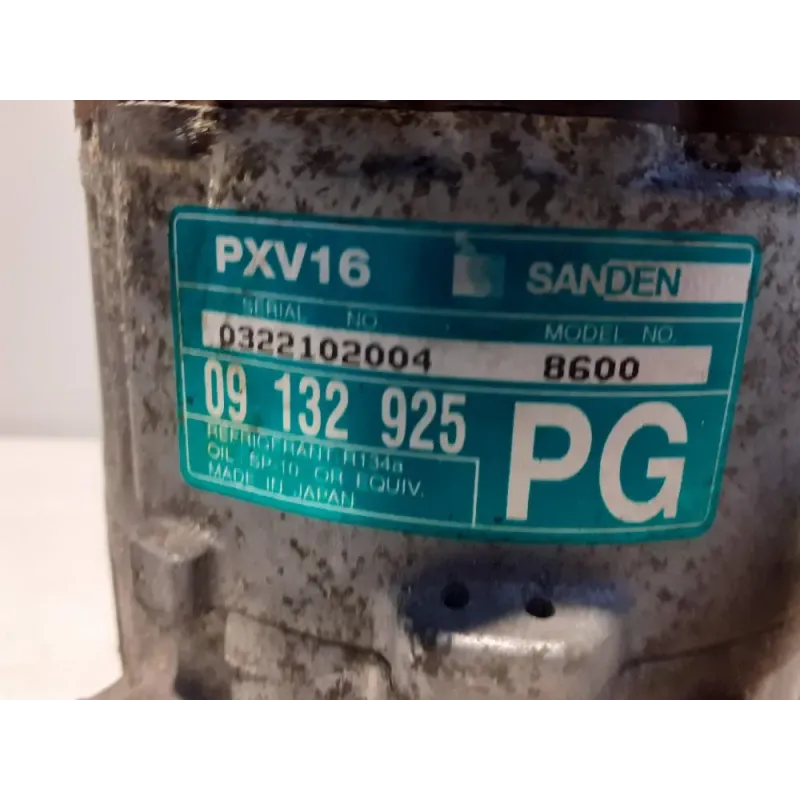 PXV16 SANDEN
SERIAL NO MODEL NO.
0322102004 8600
09 132 925 PG
REFRIGERANT R134a
OIL SP-10 OR EQUIV.
MADE IN JAPAN